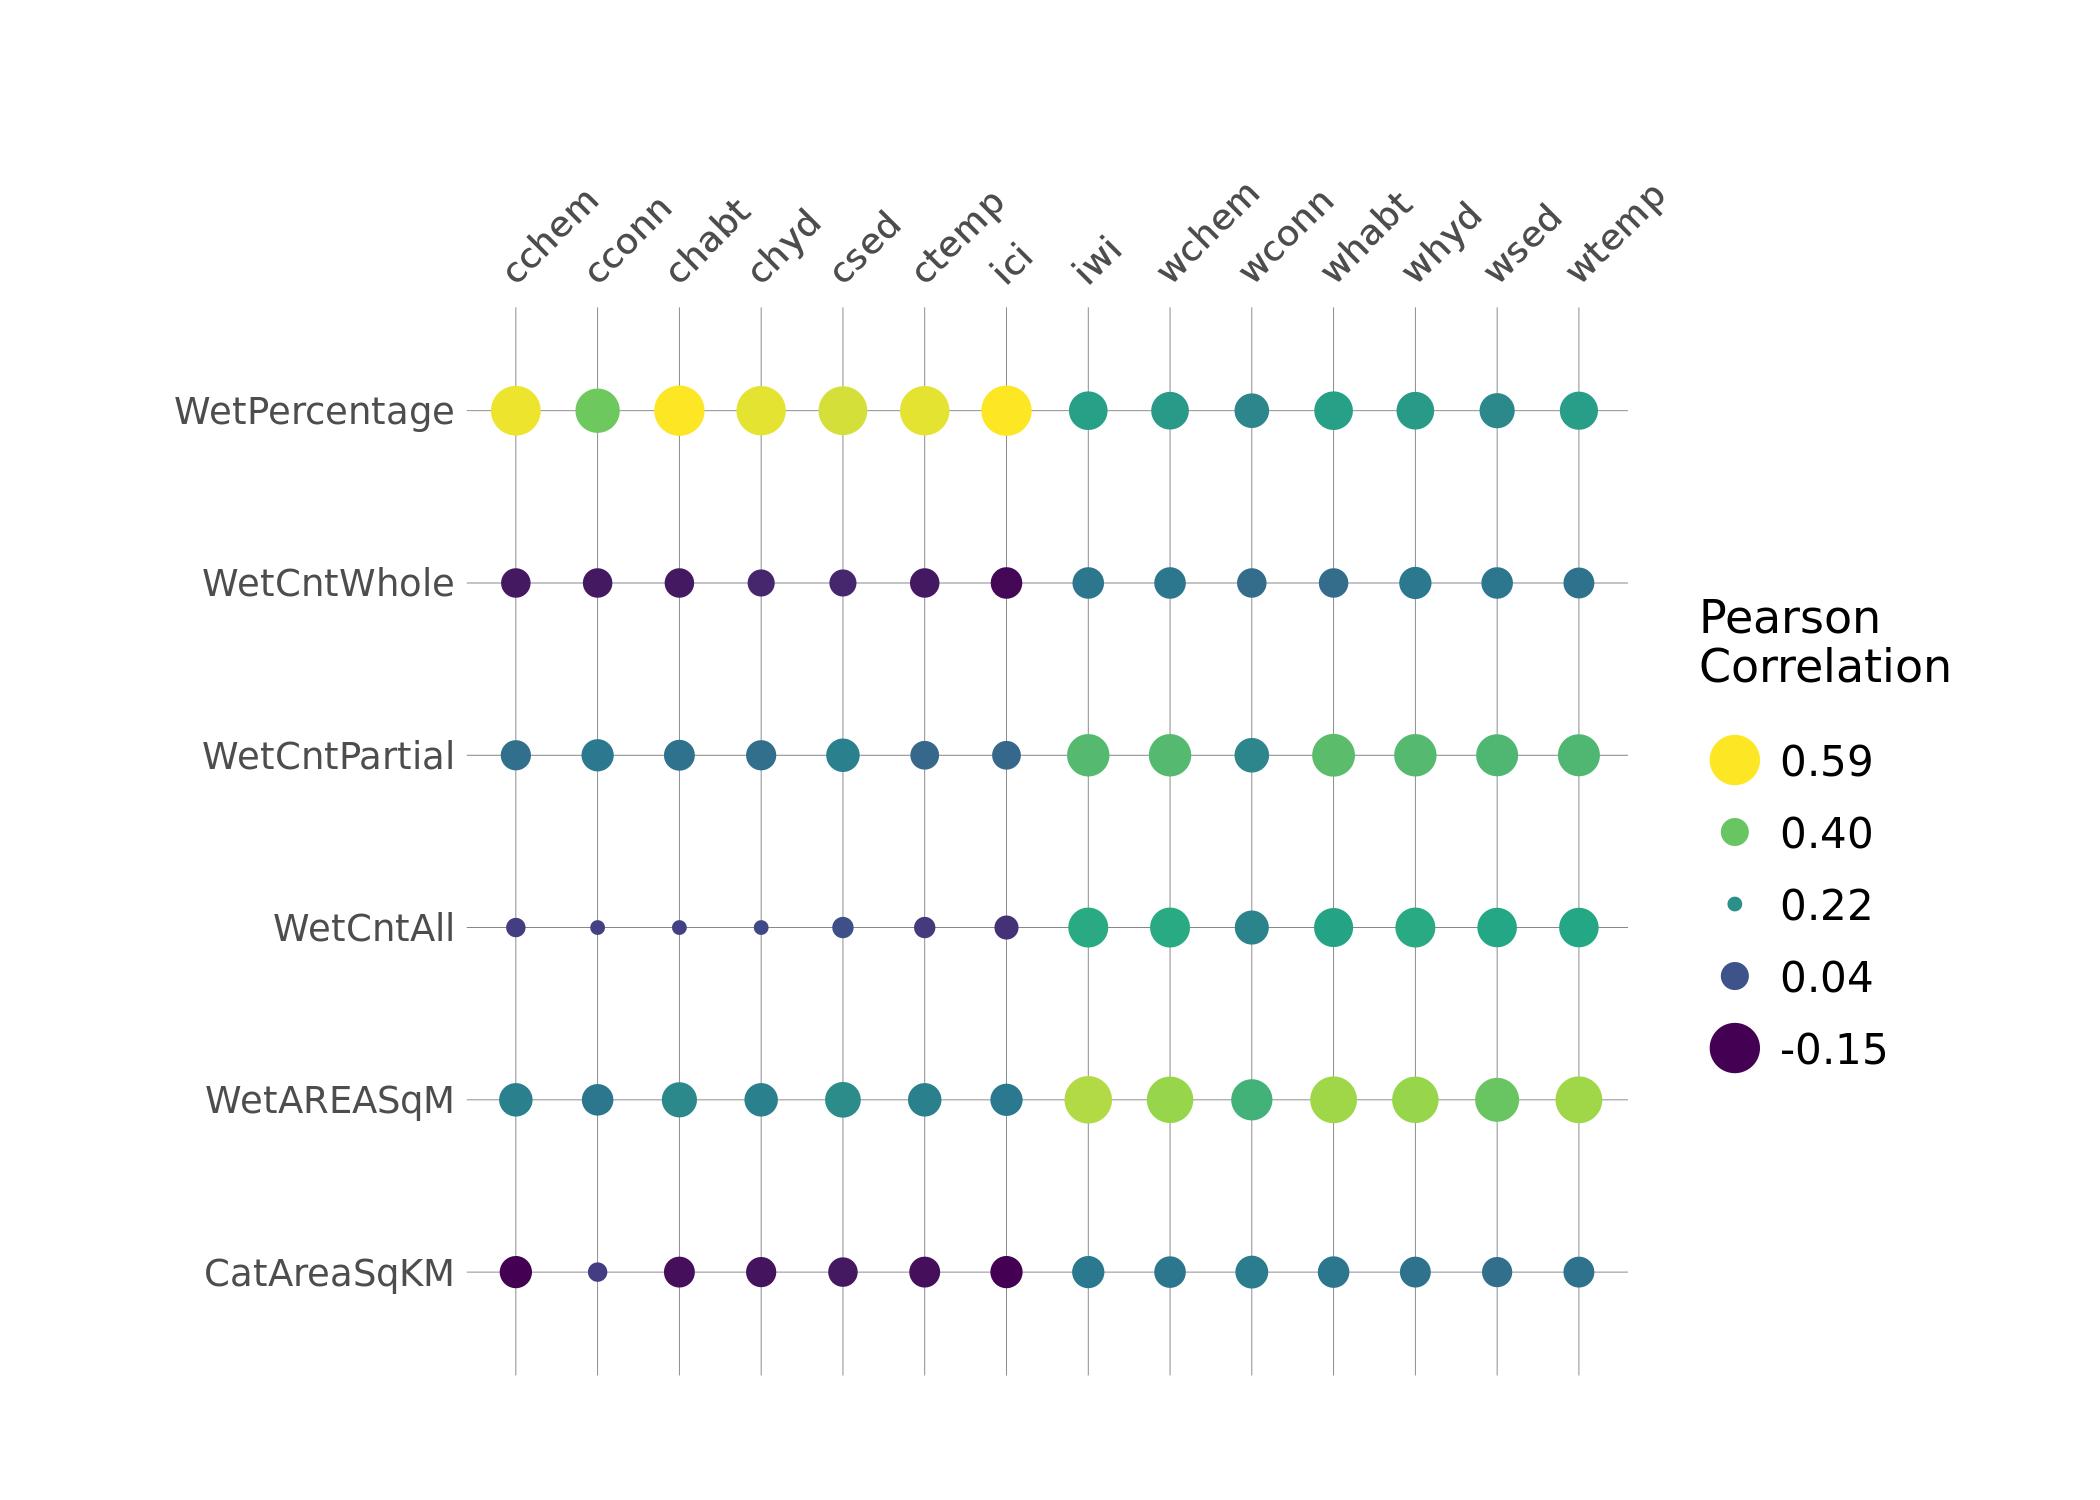 cchem
cconn
chabt
chyd
csed
ctemp
ici
iwi
wchem
wconn
whabt
whyd
wsed
wtemp
WetPercentage
WetCntWhole
WetCntPartial
WetCntAll
WetAREASqM
CatAreaSqKM
Pearson
Correlation
0.59
0.40
0.22
0.04
-0.15